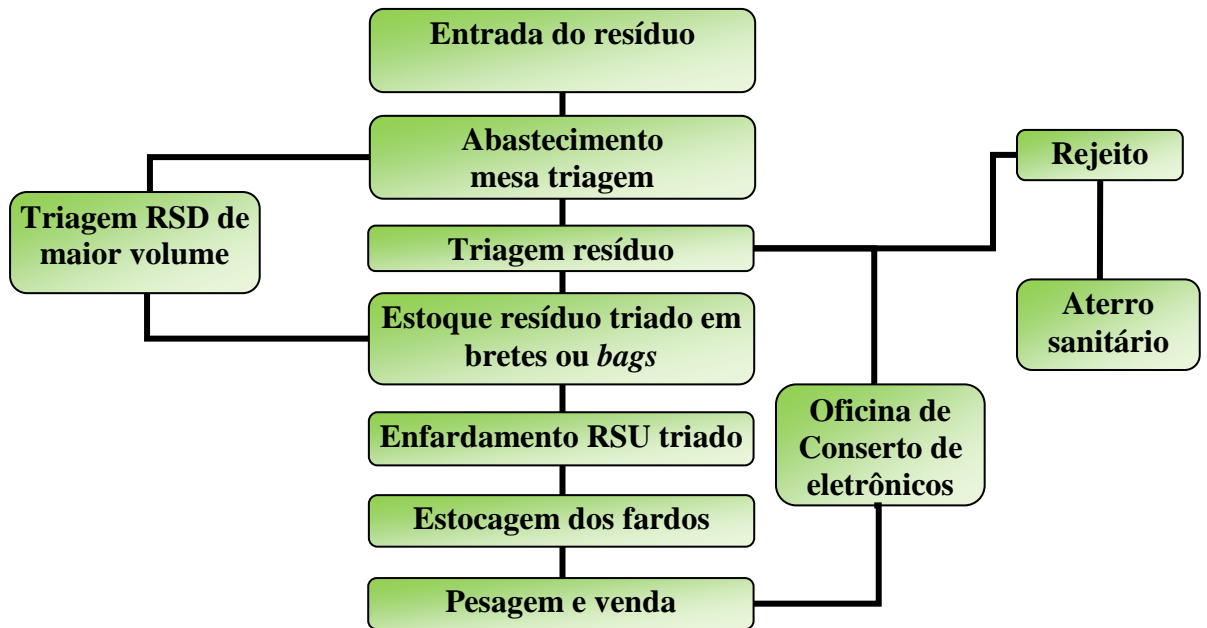 Entrada do resíduo
Abastecimento
mesa triagem
Rejeito
Triagem RSD de
maior volume
Triagem resíduo
Estoque resíduo triado em
bretes ou bags
Aterro
sanitário
Enfardamento RSU triado
Oficina de
Conserto de
eletrônicos
Estocagem dos fardos
Pesagem e venda